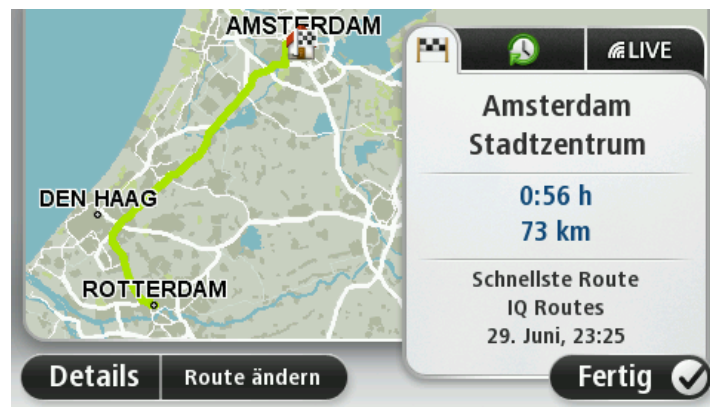 AMSTERDAM
DEN HAAG
ROTTERDAM
LIVE
Amsterdam
Stadtzentrum
0:56 h
73 km
Schnellste Route
IQ Routes
29. Juni, 23:25
Details
Route ändern
Fertig